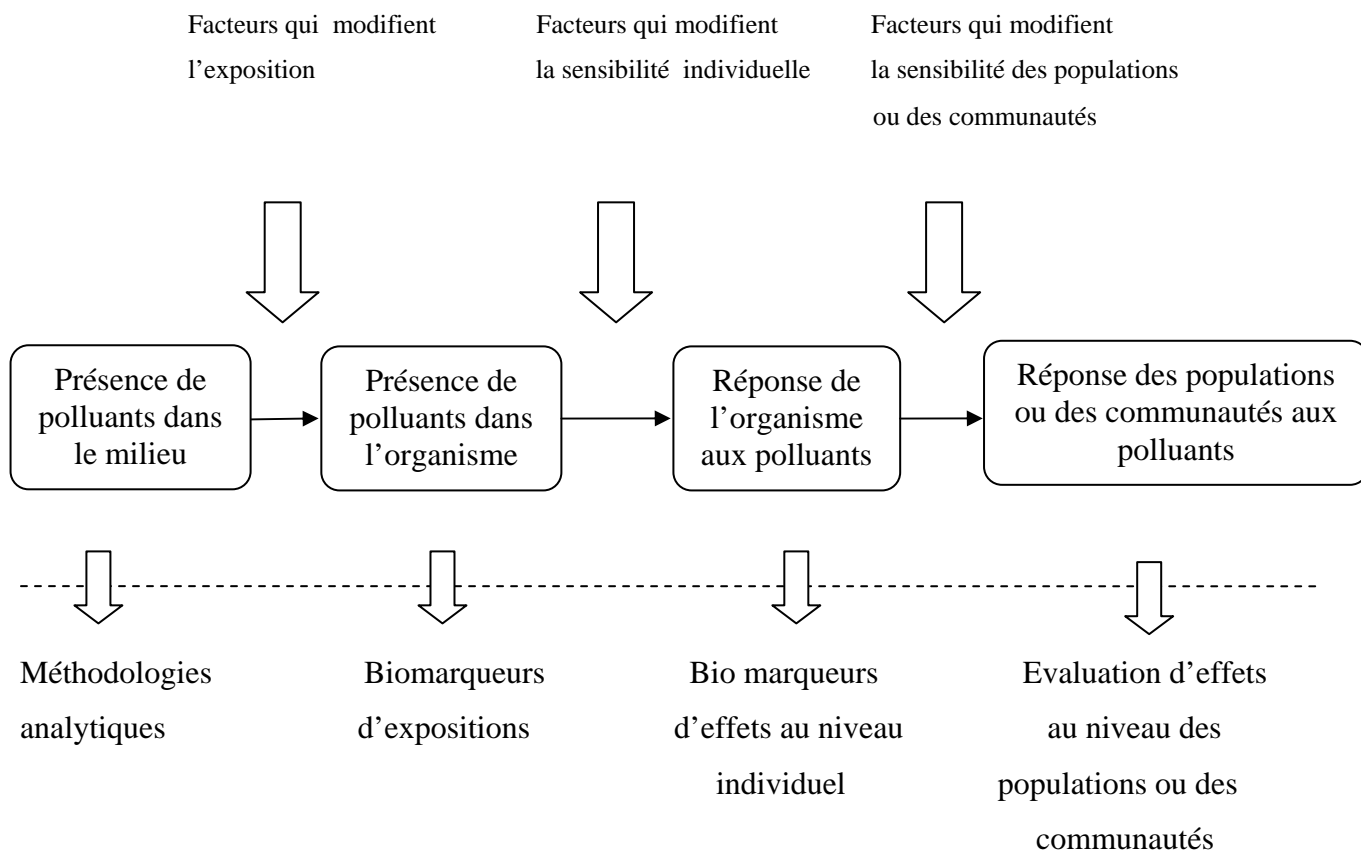 Facteurs qui modifient
l’exposition
Facteurs qui modifient
la sensibilité individuelle
Facteurs qui modifient
la sensibilité des populations
ou des communautés
Présence de
polluants dans
le milieu
Présence de
polluants dans
l’organisme
Réponse de
l’organisme
aux polluants
Réponse des populations
ou des communautés aux
polluants
Méthodologies
analytiques
Biomarqueurs
d’expositions
Bio marqueurs
d’effets au niveau
individuel
Evaluation d’effets
au niveau des
populations ou des
communautés